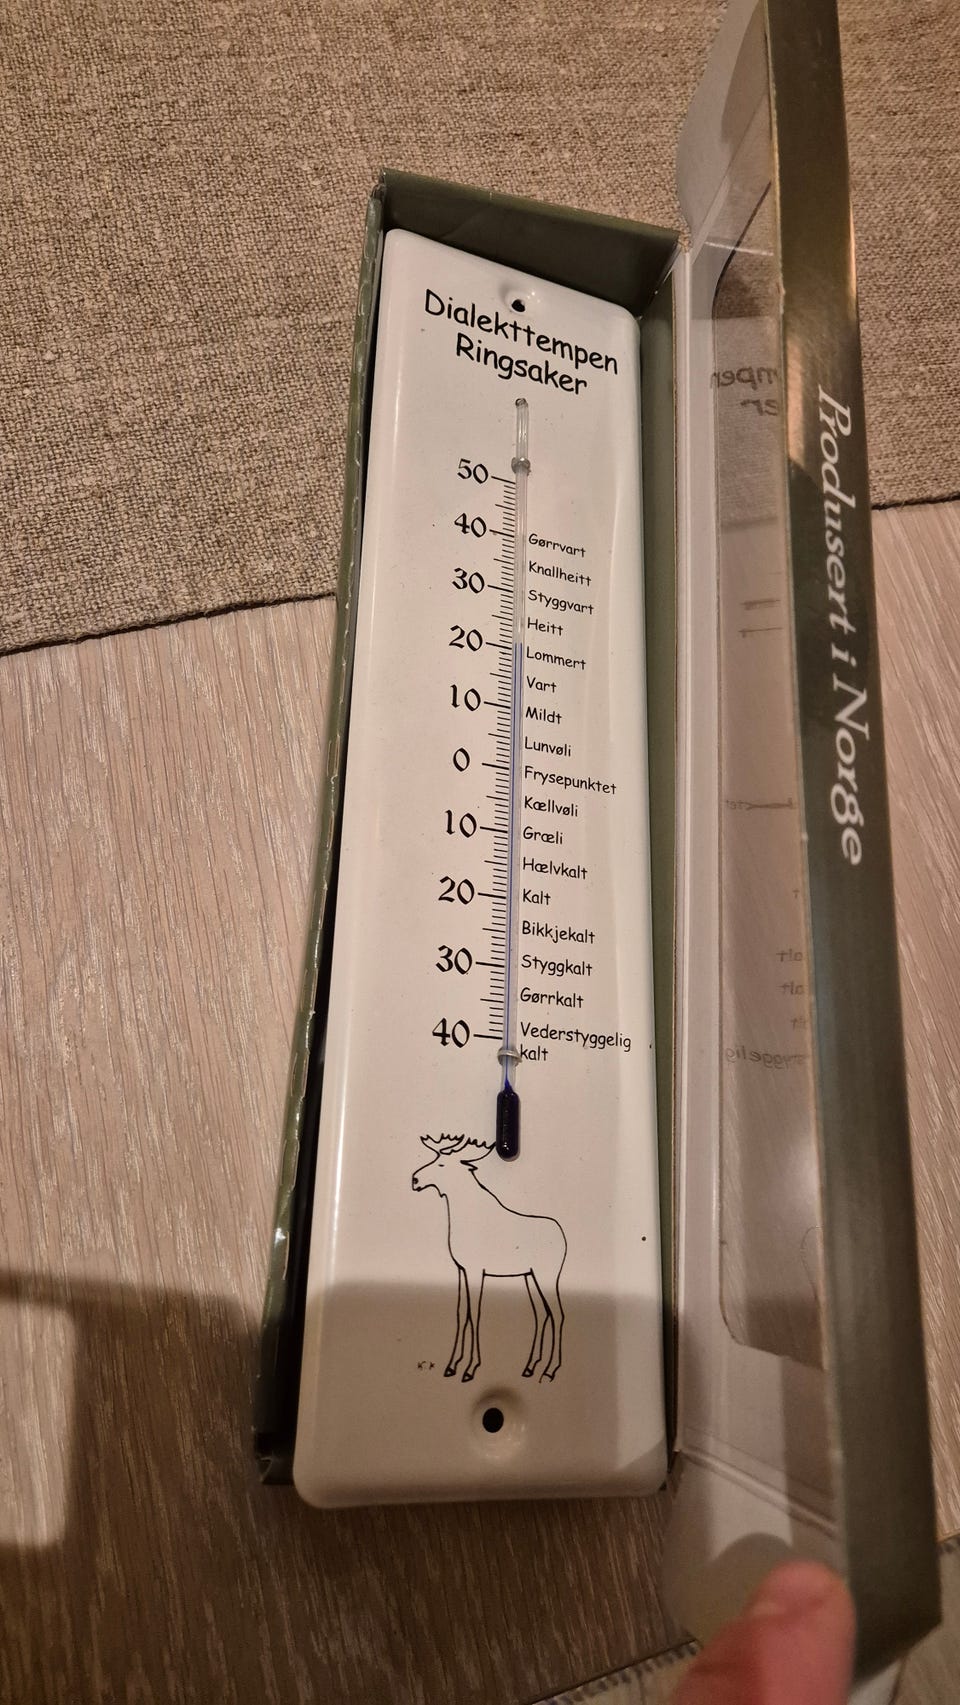 Dialekttempen
Ringsaker
50
40
Gørrvart
Knallheitt
30
Styggvart
Heitt
20
Lommert
Vart
10
Mildt
Lunvøli
0
Frysepunktet
Kællvøli
10
Græli
Hælvkalt
20
Kalt
Bikkjekalt
30
Styggkalt
Gørrkalt
40
Vederstyggelig
kalt
Produsert i Norge